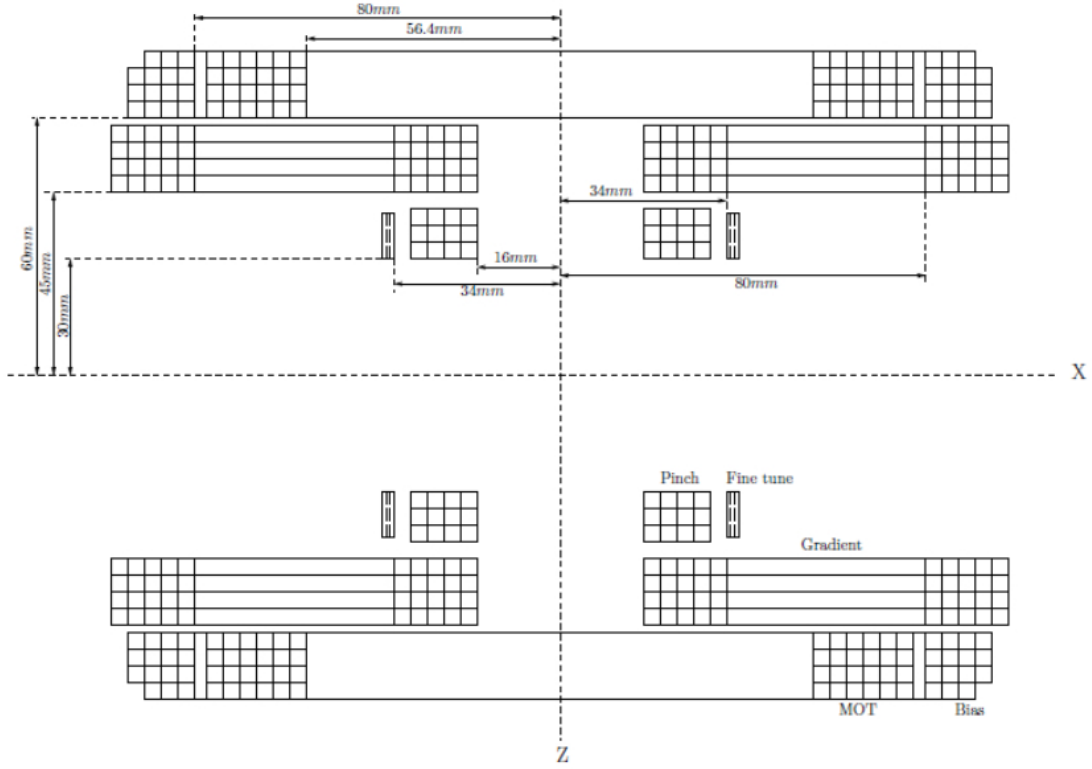 80mm
56.4mm
34mm
60mm
45mm
30mm
16mm
34mm
80mm
X
Pinch
Fine tune
Gradient
MOT
Bias
Z